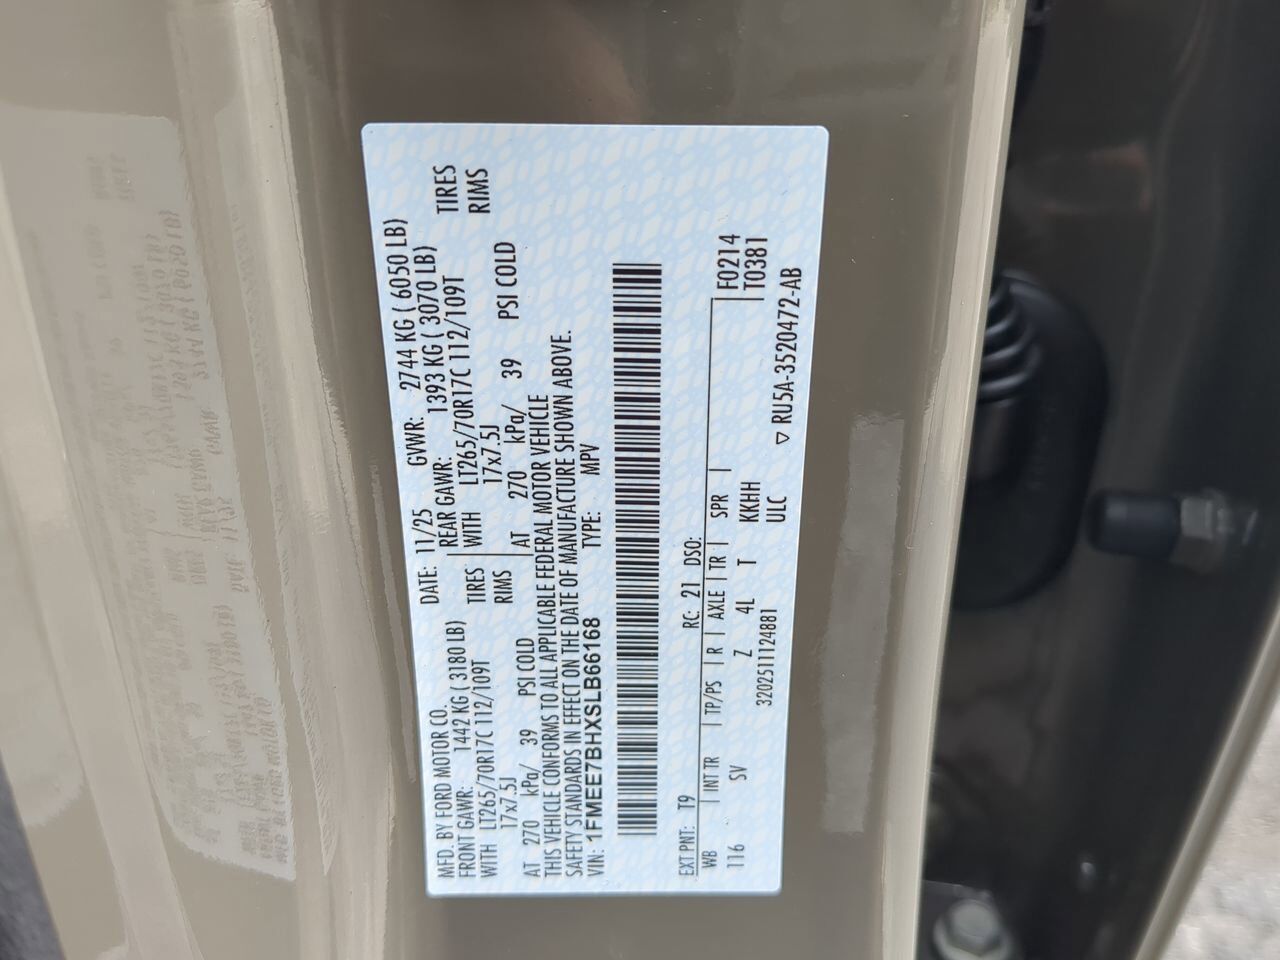 MFD. BY FORD MOTOR CO.
DATE: 11/25 GVWR: 2744 KG ( 6050 LB)
FRONT GAWR: 1442 KG ( 3180 LB)
REAR GAWR: 1393 KG ( 3070 LB)
WITH LT265/70R17C 112/109T TIRES
WITH LT265/70R17C 112/109T TIRES
17x7.5J RIMS
17x7.5J RIMS
AT 270 kPa/ 39 PSI COLD
AT 270 kPa/ 39 PSI COLD
THIS VEHICLE CONFORMS TO ALL APPLICABLE FEDERAL MOTOR VEHICLE
SAFETY STANDARDS IN EFFECT ON THE DATE OF MANUFACTURE SHOWN ABOVE.
VIN: 1FMEE7BHXSLB66168 TYPE: MPV
EXT PNT: T9 RC: 21 DSO:
WB | INT TR | TP/PS | R | AXLE | TR | SPR | F0214
116 SV Z 4L T KKHH T0381
3202511124881 ULC
▽ RU5A-3520472-AB